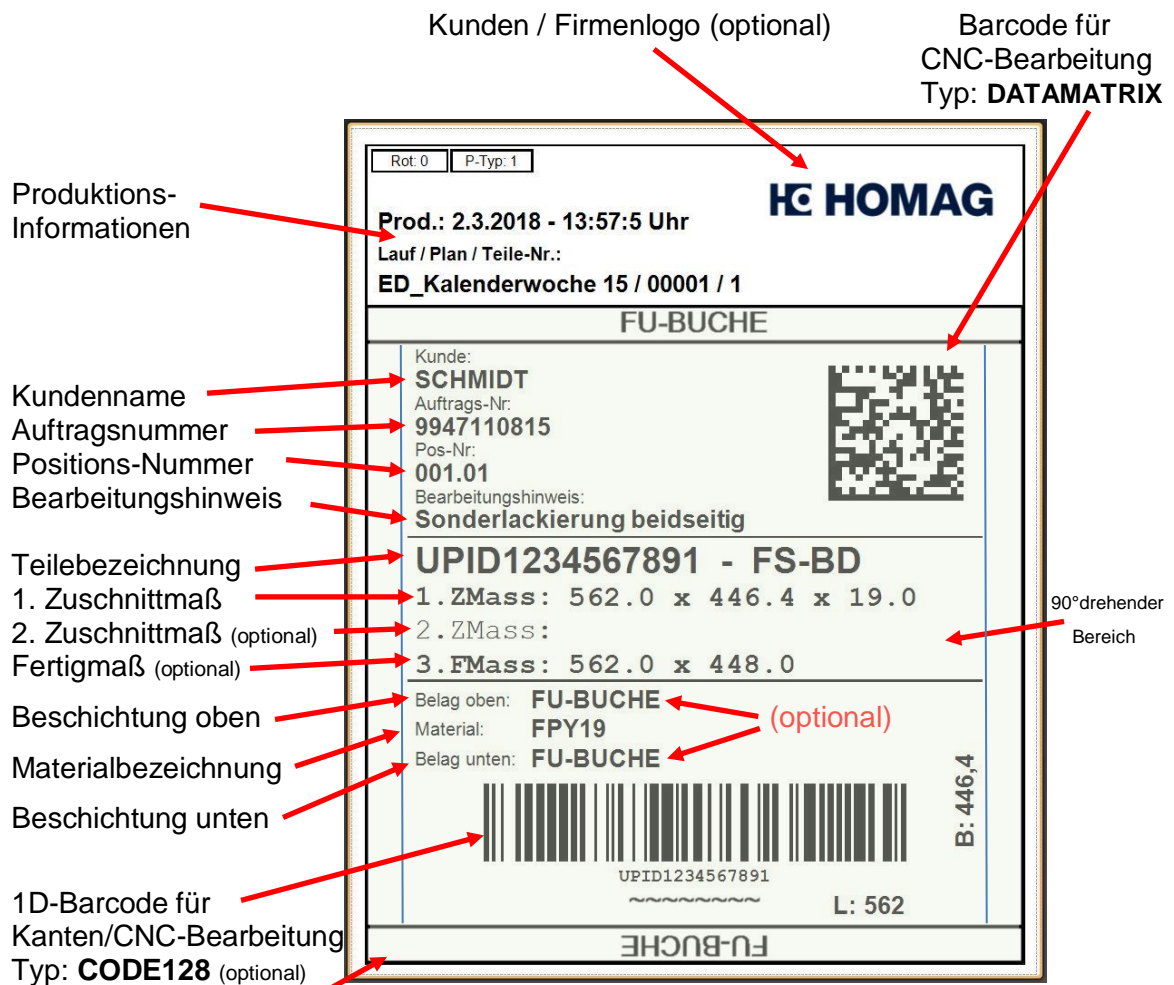 Kunden / Firmenlogo (optional)
Barcode für
CNC-Bearbeitung
Typ: DATAMATRIX
Rot: 0
P-Typ: 1
HOMAG
Produktions-
Informationen
Prod.: 2.3.2018 - 13:57:5 Uhr
Lauf / Plan / Teile-Nr.:
ED_Kalenderwoche 15 / 00001 / 1
FU-BUCHE
Kunde:
Kundenname
SCHMIDT
Auftrags-Nr:
Auftragsnummer
9947110815
Pos-Nr:
Positions-Nummer
001.01
Bearbeitungshinweis:
Bearbeitungshinweis
Sonderlackierung beidseitig
Teilebezeichnung
UPID1234567891 - FS-BD
1. Zuschnittmaß
1.ZMass: 562.0 x 446.4 x 19.0
2. Zuschnittmaß (optional)
2.ZMass:
Fertigmaß (optional)
3.FMass: 562.0 x 448.0
90°drehender
Bereich
Beschichtung oben
Belag oben: FU-BUCHE
(optional)
Materialbezeichnung
Material: FPY19
Beschichtung unten
Belag unten: FU-BUCHE
B: 446,4
UPID1234567891
~~~~~~~~
L: 562
1D-Barcode für
Kanten/CNC-Bearbeitung
Typ: CODE128 (optional)
FU-BUCHE